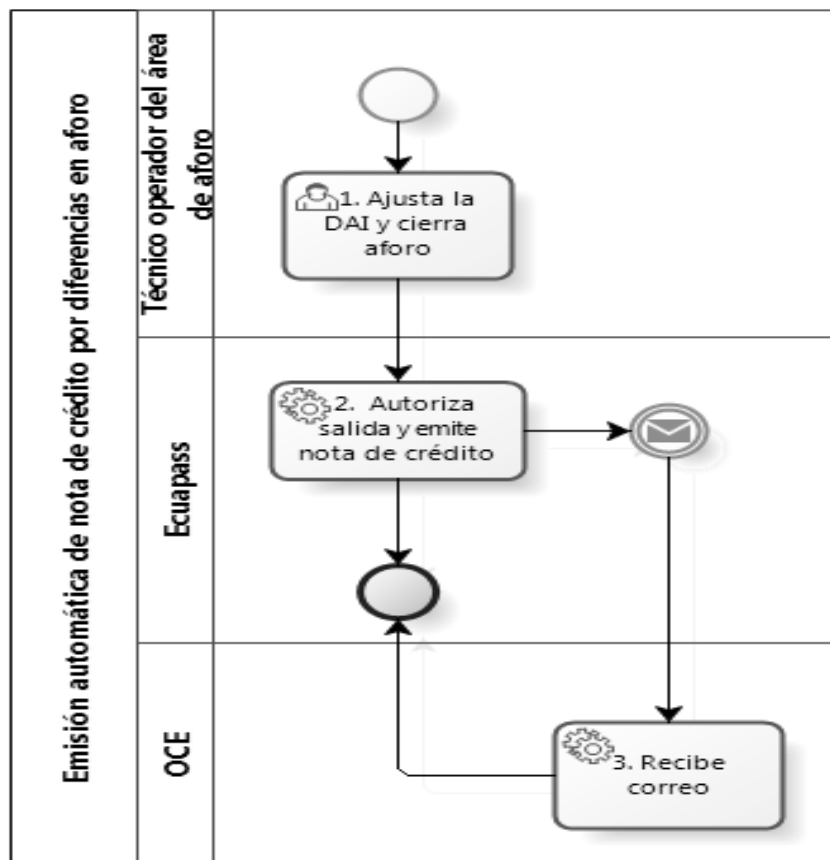 Emisión automática de nota de crédito por diferencias en aforo
Técnico operador del área
de aforo
1. Ajusta la
DAI y cierra
aforo
Ecuapass
2. Autoriza
salida y emite
nota de crédito
OCE
3. Recibe
correo